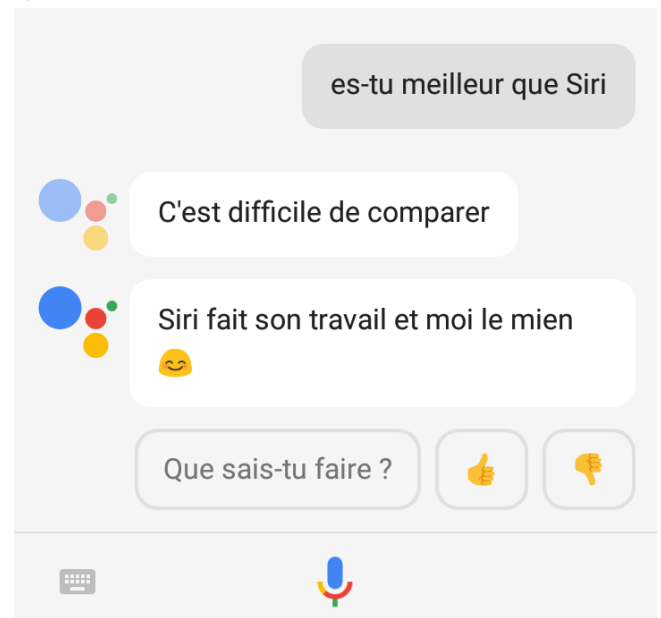 es-tu meilleur que Siri
C'est difficile de comparer
Siri fait son travail et moi le mien
😊
Que sais-tu faire ? 👍 👎